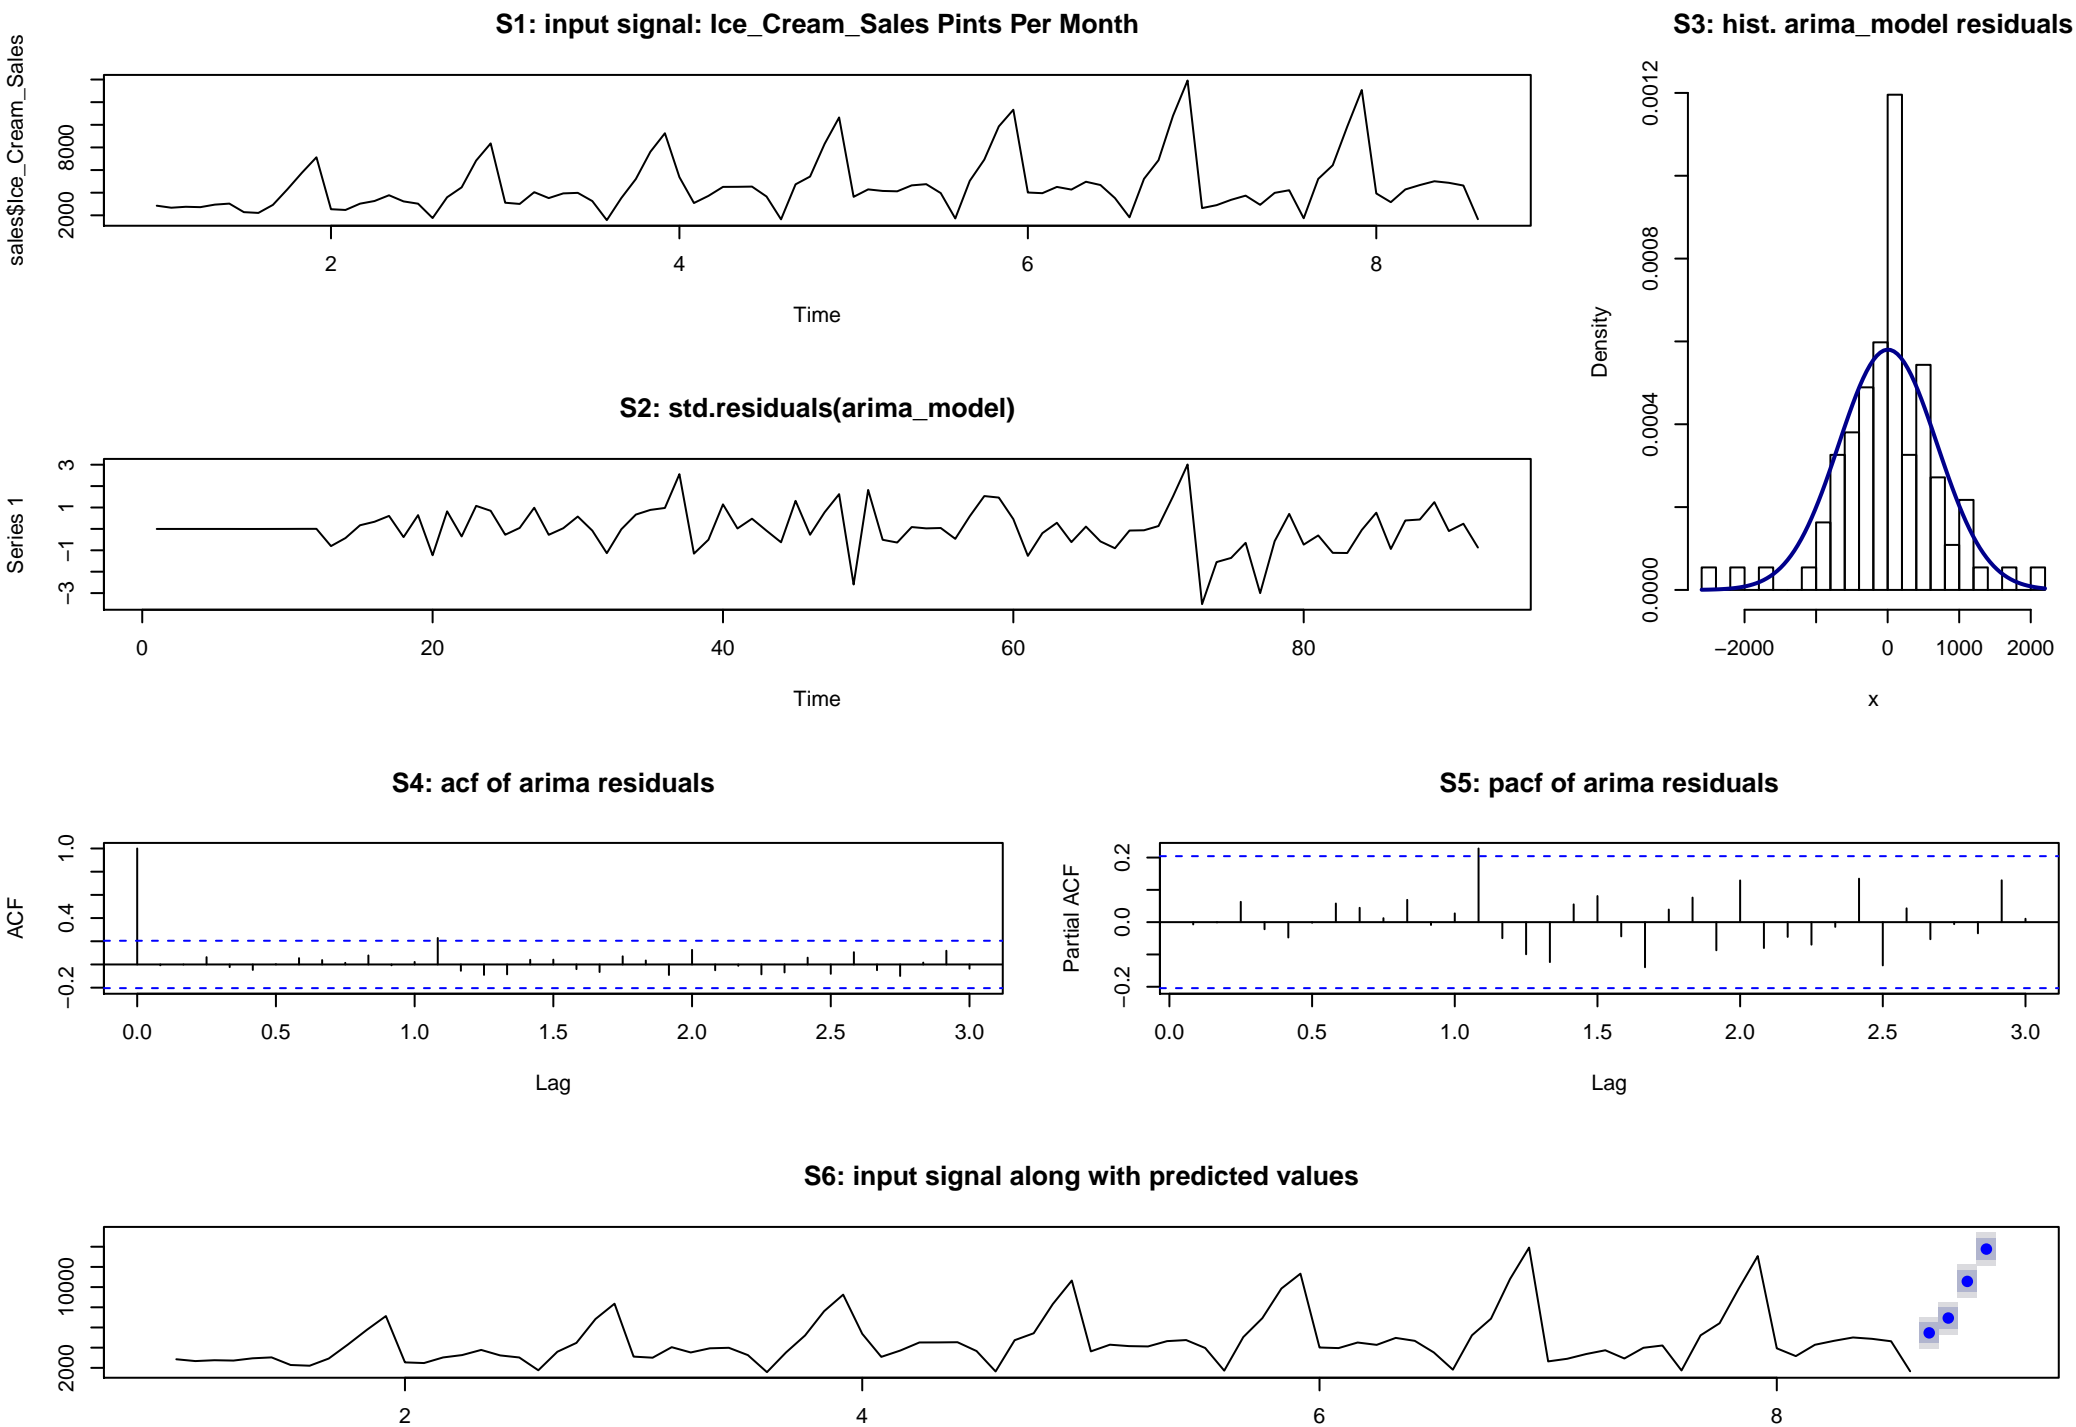 S1: input signal: Ice_Cream_Sales Pints Per Month
sales$Ice_Cream_Sales
2000 8000
2 4 6 8
Time
S2: std.residuals(arima_model)
Series 1
−3 −1 1 3
0 20 40 60 80
Time
S3: hist. arima_model residuals
Density
0.0000 0.0004 0.0008 0.0012
−2000 0 1000 2000
x
S4: acf of arima residuals
ACF
−0.2 0.4 1.0
0.0 0.5 1.0 1.5 2.0 2.5 3.0
Lag
S5: pacf of arima residuals
Partial ACF
−0.2 0.0 0.2
0.0 0.5 1.0 1.5 2.0 2.5 3.0
Lag
S6: input signal along with predicted values
2000 10000
2 4 6 8